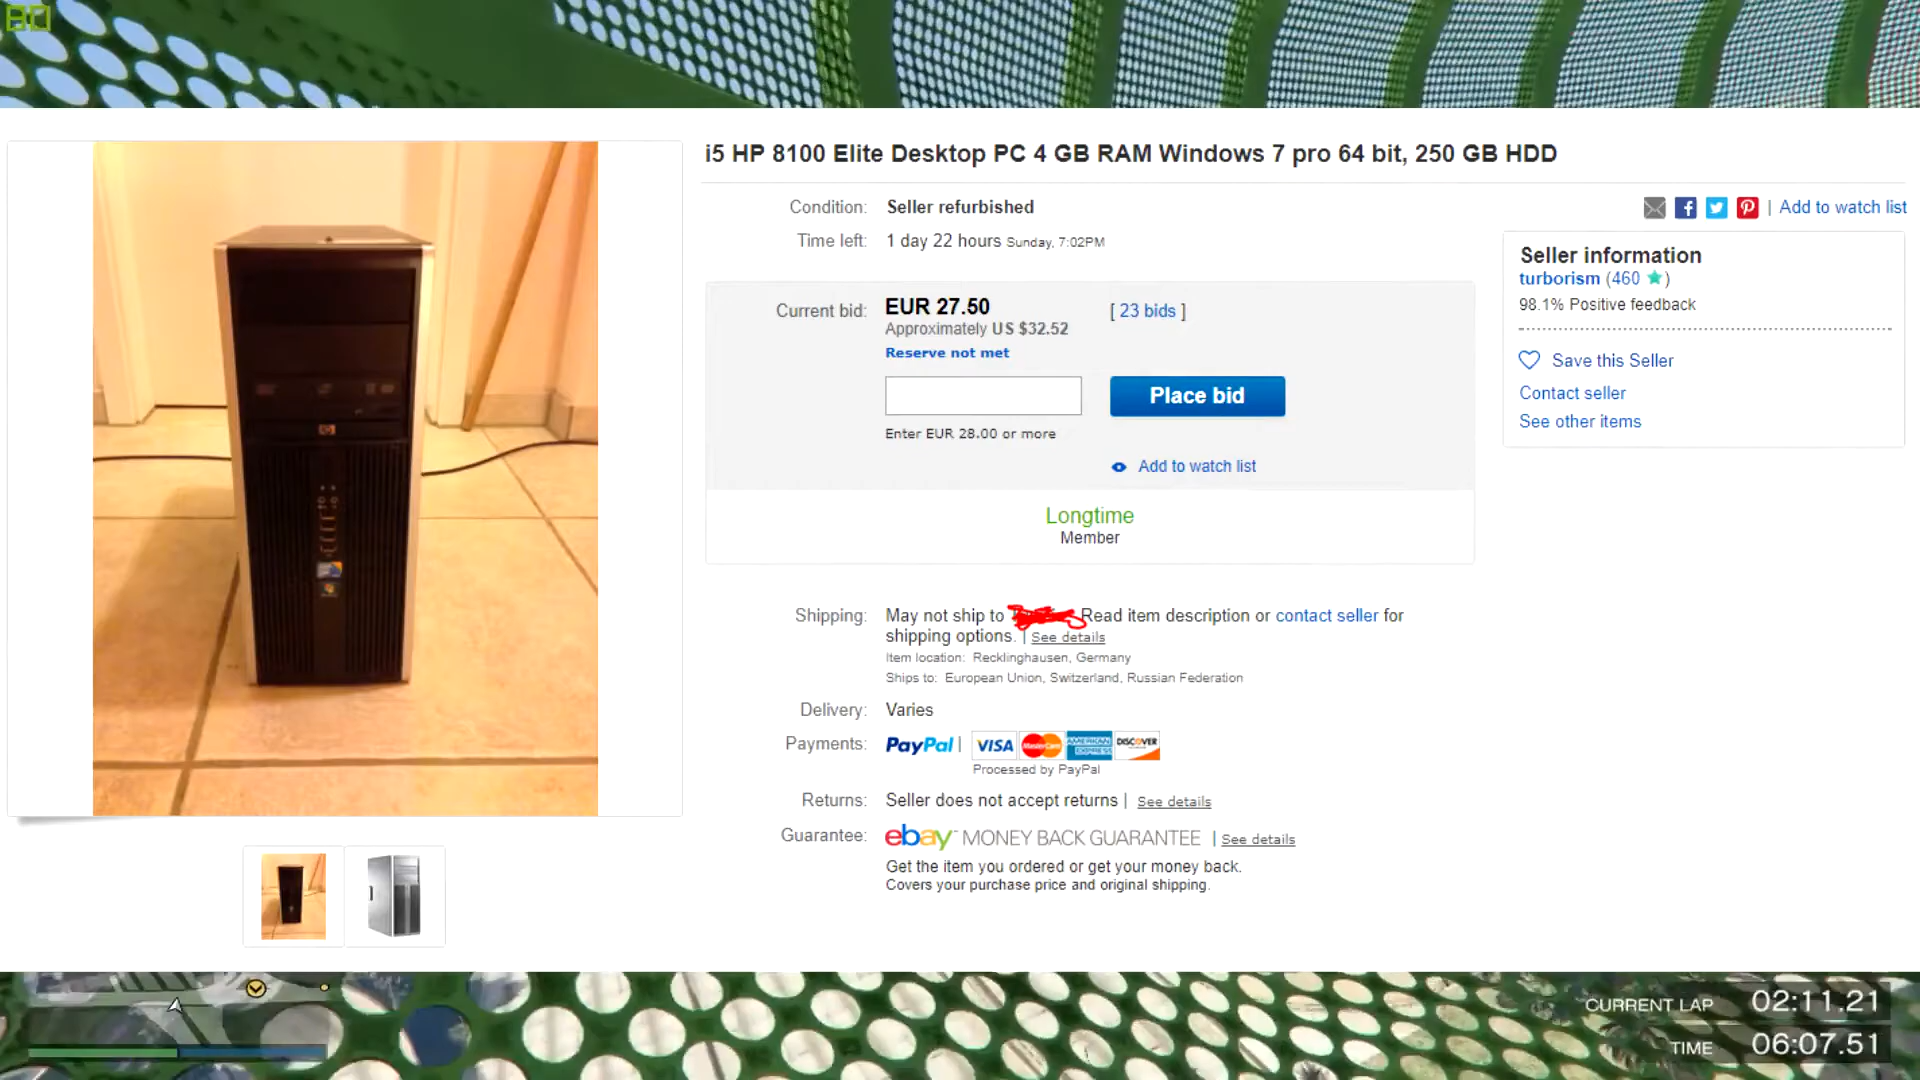 80
i5 HP 8100 Elite Desktop PC 4 GB RAM Windows 7 pro 64 bit, 250 GB HDD
Condition: Seller refurbished
| Add to watch list
Time left: 1 day 22 hours Sunday, 7:02PM
Seller information
turborism (460 ★)
98.1% Positive feedback
Save this Seller
Contact seller
See other items
Current bid: EUR 27.50 [ 23 bids ]
Approximately US $32.52
Reserve not met
Place bid
Enter EUR 28.00 or more
Add to watch list
Longtime
Member
Shipping: May not ship to Read item description or contact seller for
shipping options. | See details
Item location: Recklinghausen, Germany
Ships to: European Union, Switzerland, Russian Federation
Delivery: Varies
Payments: PayPal | VISA MasterCard AMERICAN EXPRESS DISCOVER
Processed by PayPal
Returns: Seller does not accept returns | See details
Guarantee: ebay MONEY BACK GUARANTEE | See details
Get the item you ordered or get your money back.
Covers your purchase price and original shipping.
CURRENT LAP 02:11.21
TIME 06:07.51